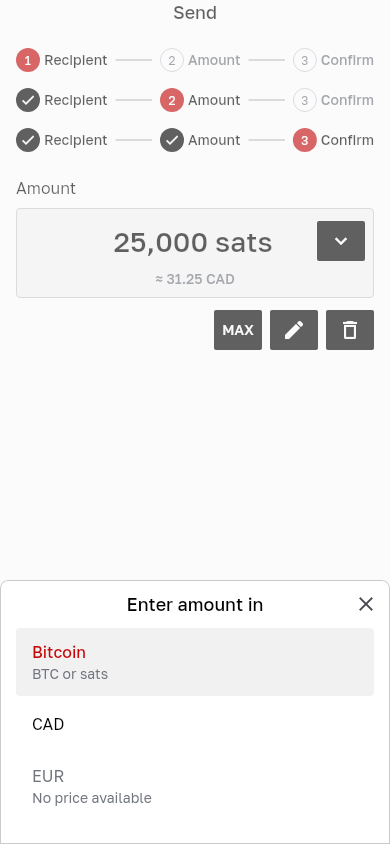 Send
1 Recipient 2 Amount 3 Confirm
Recipient 2 Amount 3 Confirm
Recipient Amount 3 Confirm
Amount
25,000 sats
≈ 31.25 CAD
MAX
Enter amount in
Bitcoin
BTC or sats
CAD
EUR
No price available